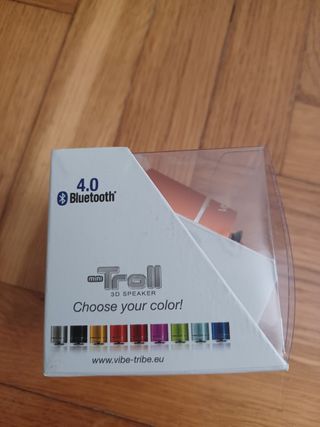 4.0
Bluetooth
mini Troll
3D SPEAKER
Choose your color!
www.vibe-tribe.eu